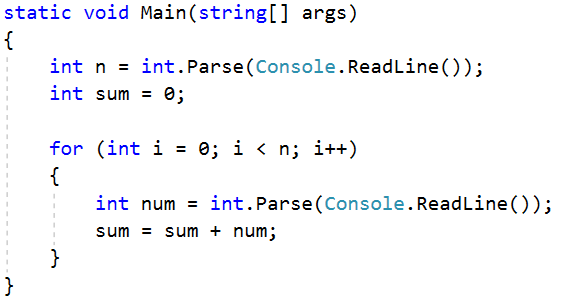 static void Main(string[] args)
{
    int n = int.Parse(Console.ReadLine());
    int sum = 0;

    for (int i = 0; i < n; i++)
    {
        int num = int.Parse(Console.ReadLine());
        sum = sum + num;
    }
}